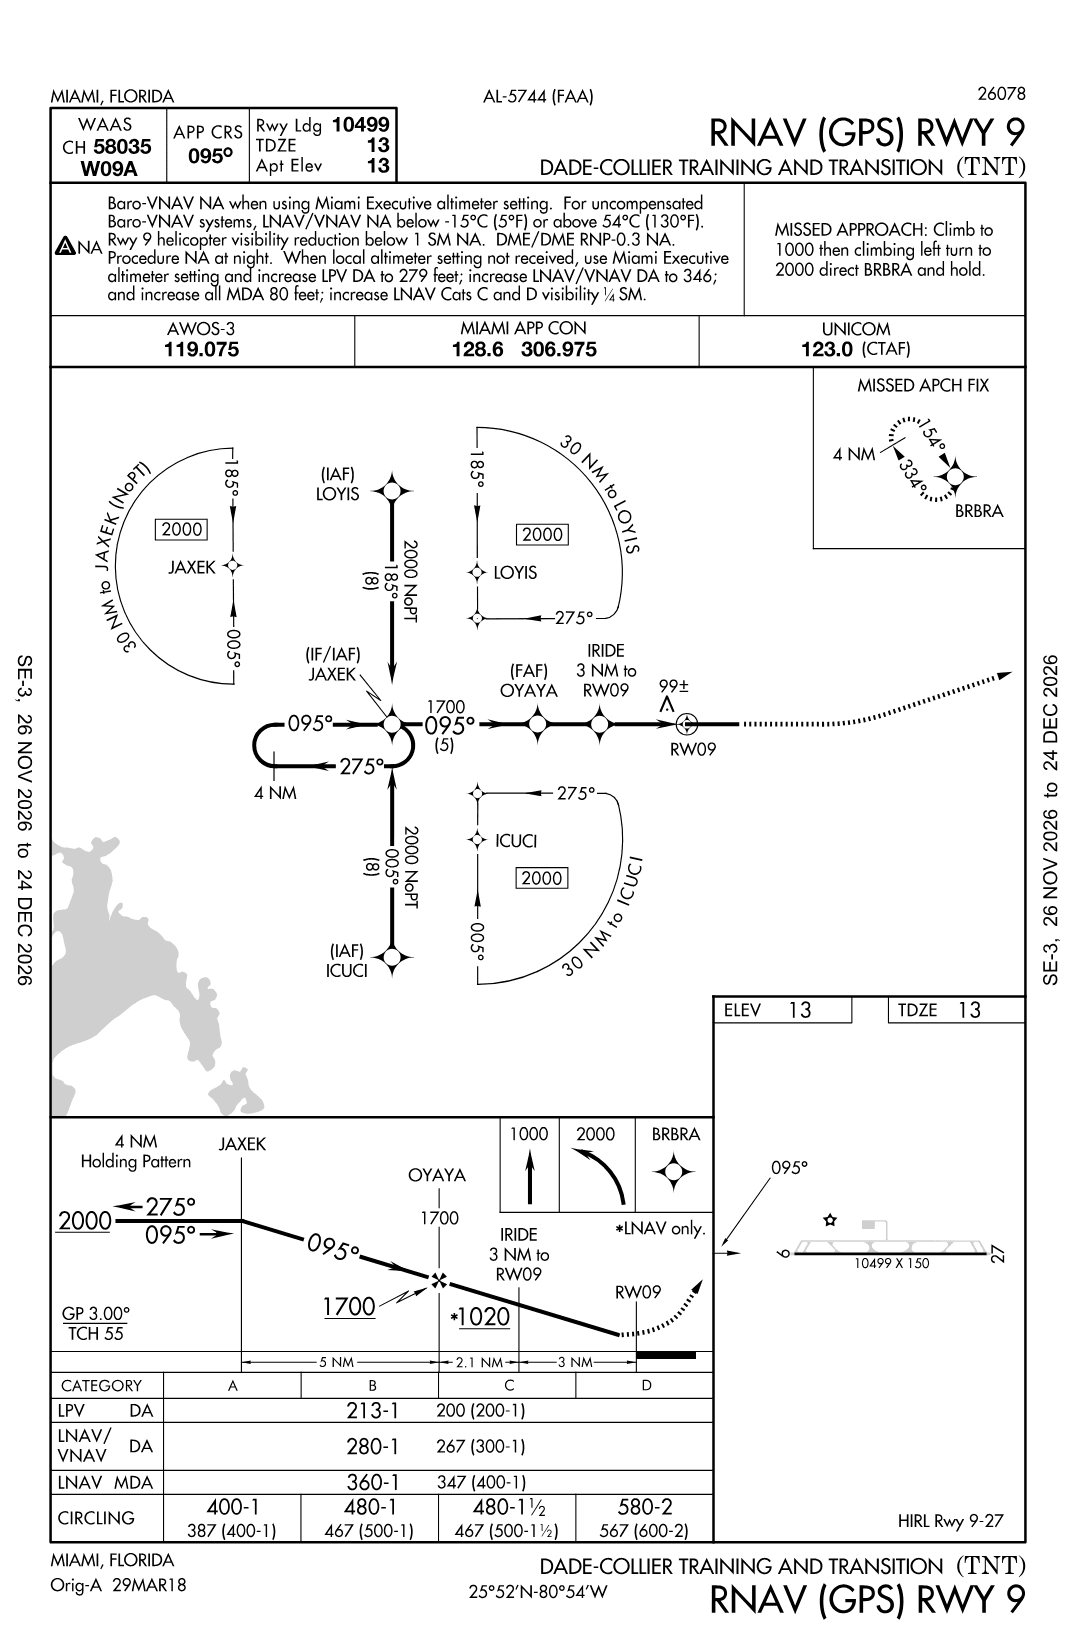 MIAMI, FLORIDA
AL-5744 (FAA)
26078
WAAS
CH 58035
W09A
APP CRS
095°
Rwy Ldg 10499
TDZE 13
Apt Elev 13
RNAV (GPS) RWY 9
DADE-COLLIER TRAINING AND TRANSITION (TNT)
A NA
Baro-VNAV NA when using Miami Executive altimeter setting. For uncompensated
Baro-VNAV systems, LNAV/VNAV NA below -15°C (5°F) or above 54°C (130°F).
Rwy 9 helicopter visibility reduction below 1 SM NA. DME/DME RNP-0.3 NA.
Procedure NA at night. When local altimeter setting not received, use Miami Executive
altimeter setting and increase LPV DA to 279 feet; increase LNAV/VNAV DA to 346;
and increase all MDA 80 feet; increase LNAV Cats C and D visibility ¼ SM.
MISSED APPROACH: Climb to
1000 then climbing left turn to
2000 direct BRBRA and hold.
AWOS-3
119.075
MIAMI APP CON
128.6 306.975
UNICOM
123.0 (CTAF)
MISSED APCH FIX
4 NM
154°
334°
BRBRA
30 NM to JAXEK (NoPT)
185°
2000
JAXEK
005°
(IAF)
LOYIS
2000 NoPT
185°
(8)
30 NM to LOYIS
185°
2000
LOYIS
275°
(IF/IAF)
JAXEK
095°
275°
4 NM
1700
095°
(5)
(FAF)
OYAYA
IRIDE
3 NM to
RW09
99±
RW09
2000 NoPT
005°
(8)
(IAF)
ICUCI
275°
ICUCI
2000
005°
30 NM to ICUCI
SE-3, 26 NOV 2026 to 24 DEC 2026
SE-3, 26 NOV 2026 to 24 DEC 2026
ELEV 13
TDZE 13
095°
9
27
10499 X 150
HIRL Rwy 9-27
4 NM
Holding Pattern
JAXEK
2000
275°
095°
095°
OYAYA
1700
1700
*1020
IRIDE
3 NM to
RW09
RW09
1000
2000
BRBRA
*LNAV only.
GP 3.00°
TCH 55
5 NM
2.1 NM
3 NM
CATEGORY A B C D
LPV DA 213-1 200 (200-1)
LNAV/
VNAV DA 280-1 267 (300-1)
LNAV MDA 360-1 347 (400-1)
CIRCLING
400-1 480-1 480-1½ 580-2
387 (400-1) 467 (500-1) 467 (500-1½) 567 (600-2)
MIAMI, FLORIDA
Orig-A 29MAR18
25°52'N-80°54'W
DADE-COLLIER TRAINING AND TRANSITION (TNT)
RNAV (GPS) RWY 9